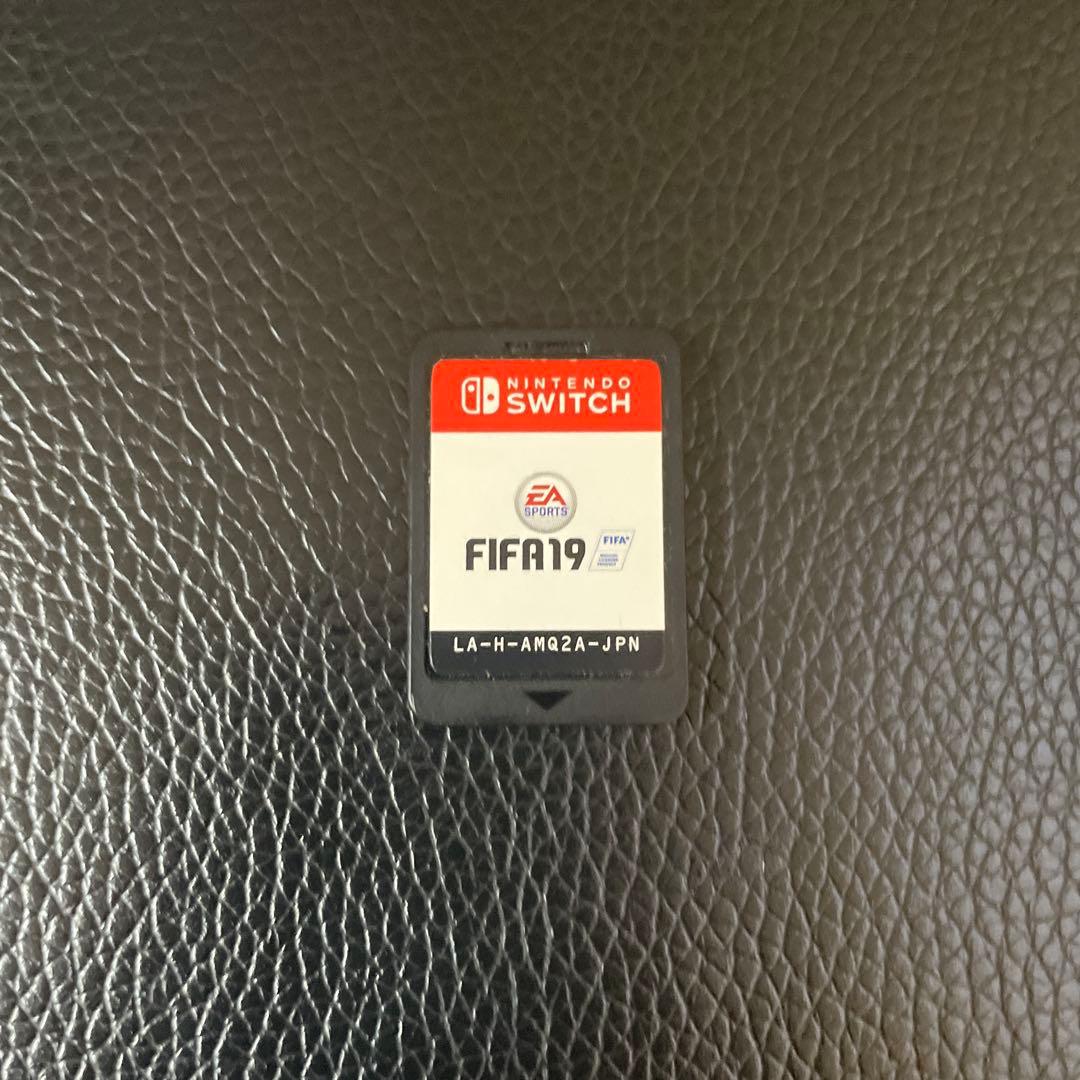 NINTENDO
SWITCH
EA
SPORTS
FIFA19
FIFA
LA-H-AMQ2A-JPN